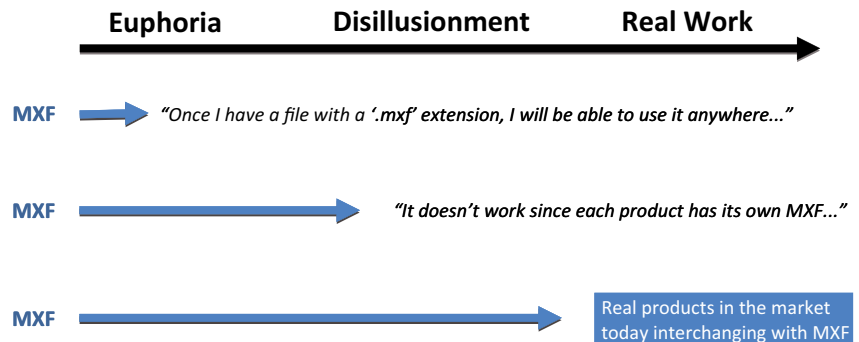 Euphoria Disillusionment Real Work
MXF “Once I have a file with a ‘.mxf’ extension, I will be able to use it anywhere...”
MXF “It doesn’t work since each product has its own MXF...”
MXF Real products in the market
today interchanging with MXF